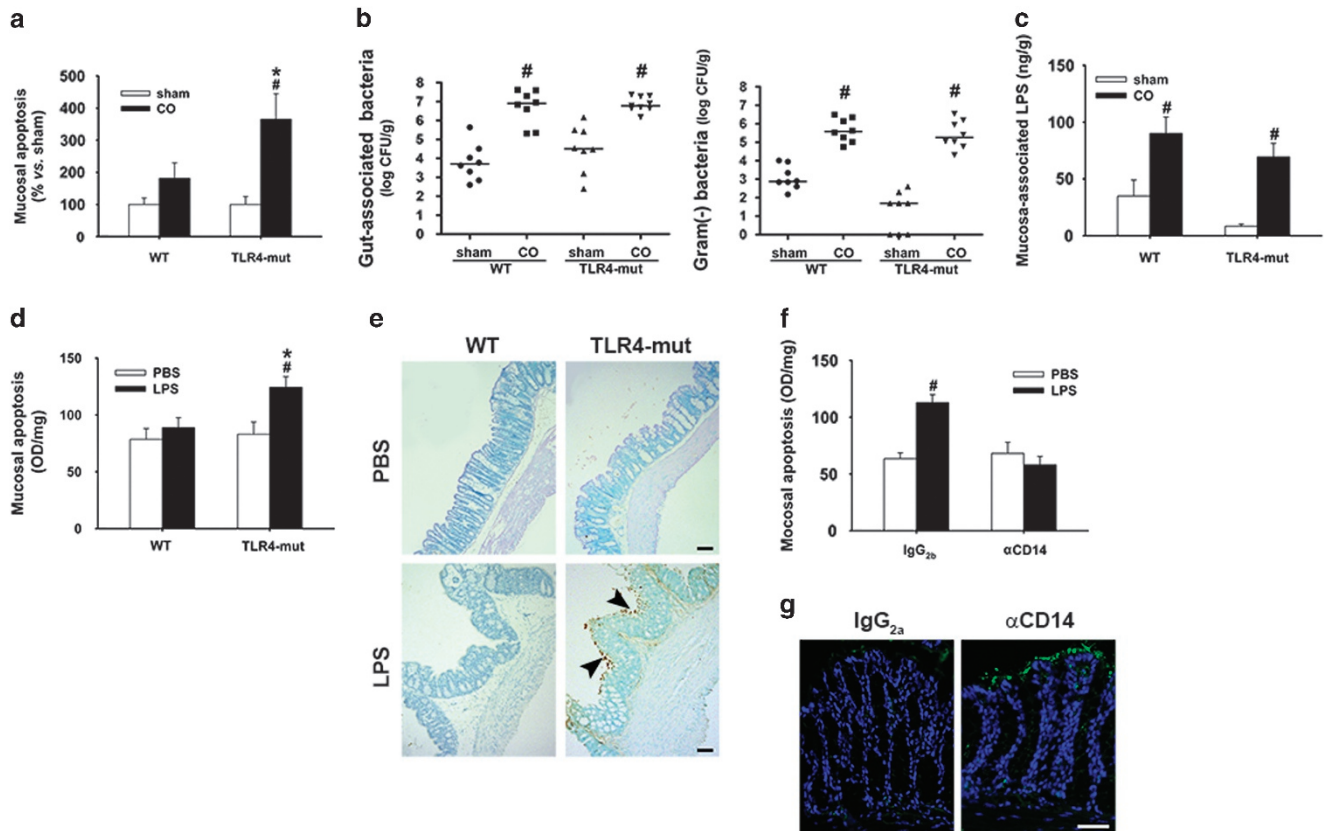 a
Mucosal apoptosis
(% vs. sham)
500
400
300
200
100
0
sham
CO
*
#
WT
TLR4-mut
b
Gut-associated bacteria
(log CFU/g)
8
7
6
5
4
3
2
1
0
#
#
sham CO sham CO
WT TLR4-mut
Gram(-) bacteria (log CFU/g)
8
7
6
5
4
3
2
1
0
#
#
sham CO sham CO
WT TLR4-mut
c
Mucosa-associated LPS (ng/g)
150
100
50
0
sham
CO
#
#
WT
TLR4-mut
d
Mucosal apoptosis
(OD/mg)
150
100
50
0
PBS
LPS
*
#
WT
TLR4-mut
e
WT TLR4-mut
PBS
LPS
f
Mocosal apoptosis (OD/mg)
150
100
50
0
PBS
LPS
#
IgG2b
αCD14
g
IgG2a αCD14